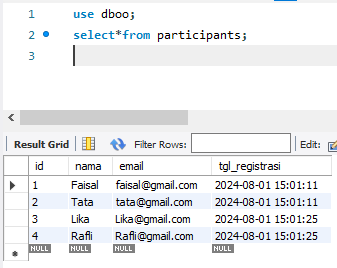 1 use dboo;
2 select*from participants;
3
Result Grid Filter Rows: Edit:
id nama email tgl_registrasi
1 Faisal faisal@gmail.com 2024-08-01 15:01:11
2 Tata tata@gmail.com 2024-08-01 15:01:11
3 Lika Lika@gmail.com 2024-08-01 15:01:25
4 Rafli Rafli@gmail.com 2024-08-01 15:01:25
NULL NULL NULL NULL